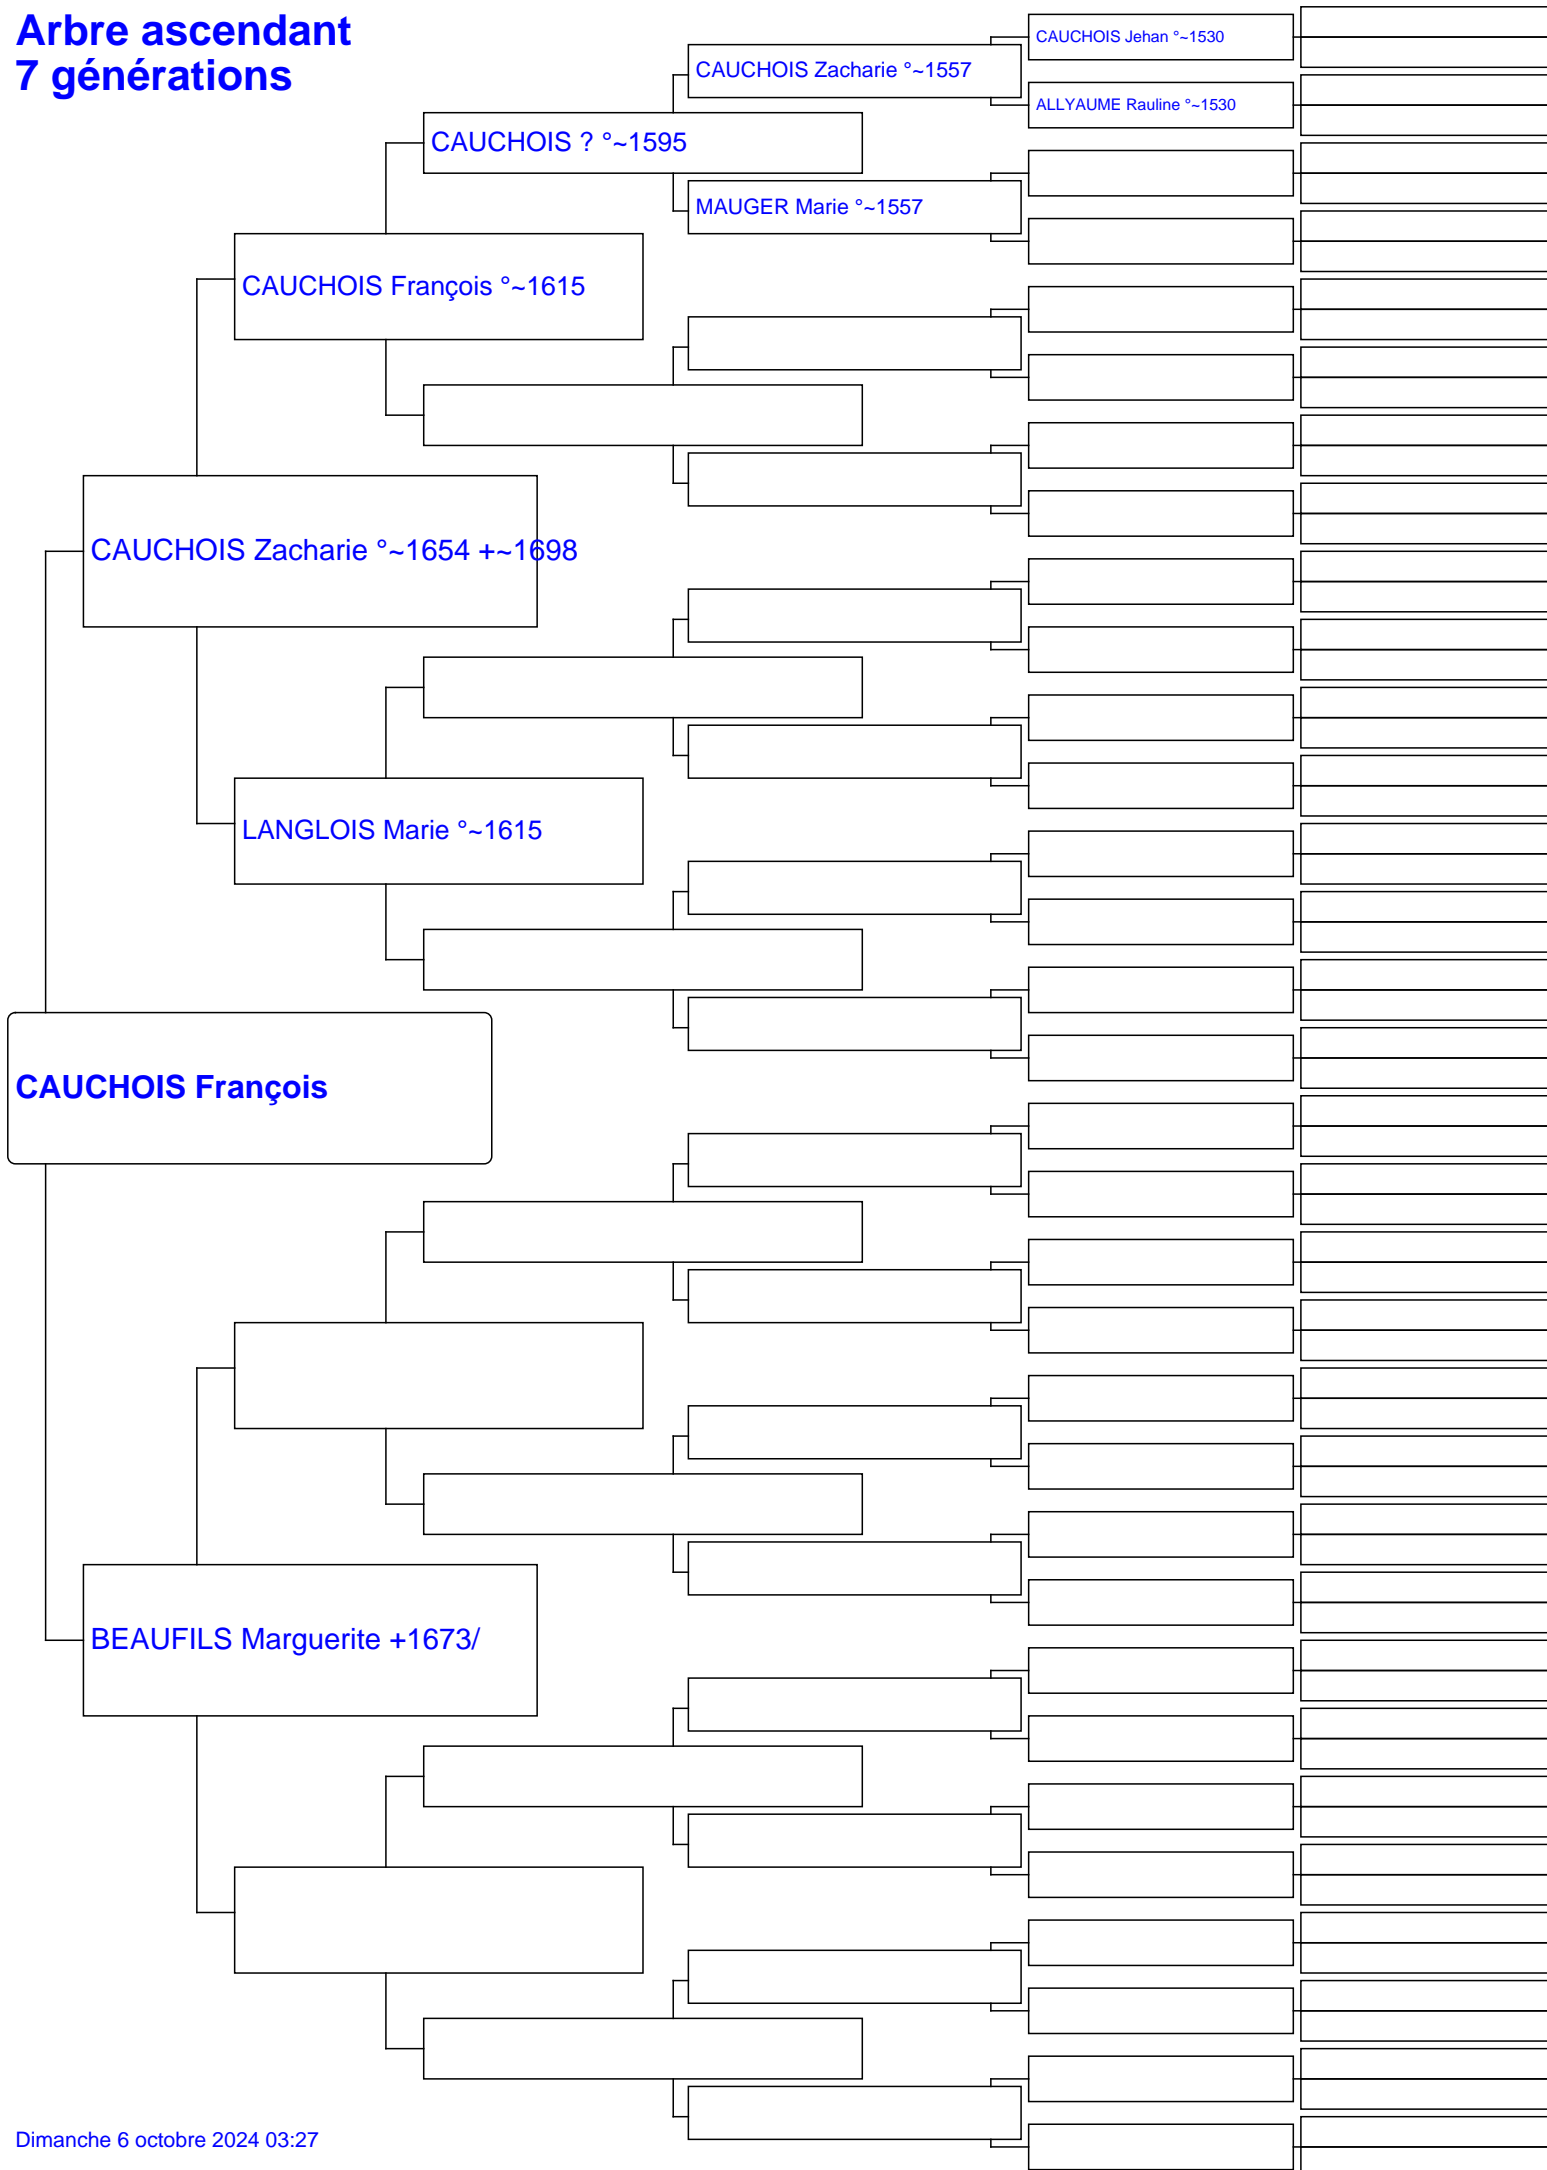 Arbre ascendant
7 générations
CAUCHOIS Jehan °~1530
CAUCHOIS Zacharie °~1557
ALLYAUME Rauline °~1530
CAUCHOIS ? °~1595
MAUGER Marie °~1557
CAUCHOIS François °~1615
CAUCHOIS Zacharie °~1654 +~1698
LANGLOIS Marie °~1615
CAUCHOIS François
BEAUFILS Marguerite +1673/
Dimanche 6 octobre 2024 03:27